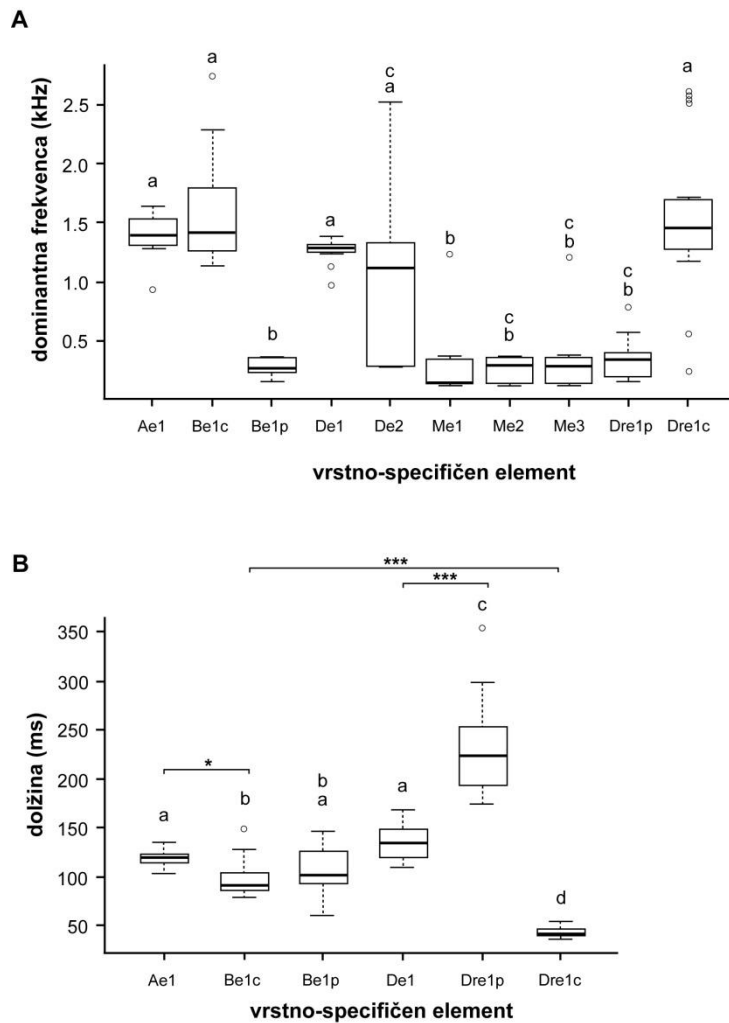 A
a
a
b
a
c
a
b
c
b
c
b
c
b
a
2.5
2.0
1.5
1.0
0.5
dominantna frekvenca (kHz)
Ae1 Be1c Be1p De1 De2 Me1 Me2 Me3 Dre1p Dre1c
vrstno-specifičen element
B
***
***
*
a
b
b
a
a
c
d
350
300
250
200
150
100
50
dolžina (ms)
Ae1 Be1c Be1p De1 Dre1p Dre1c
vrstno-specifičen element